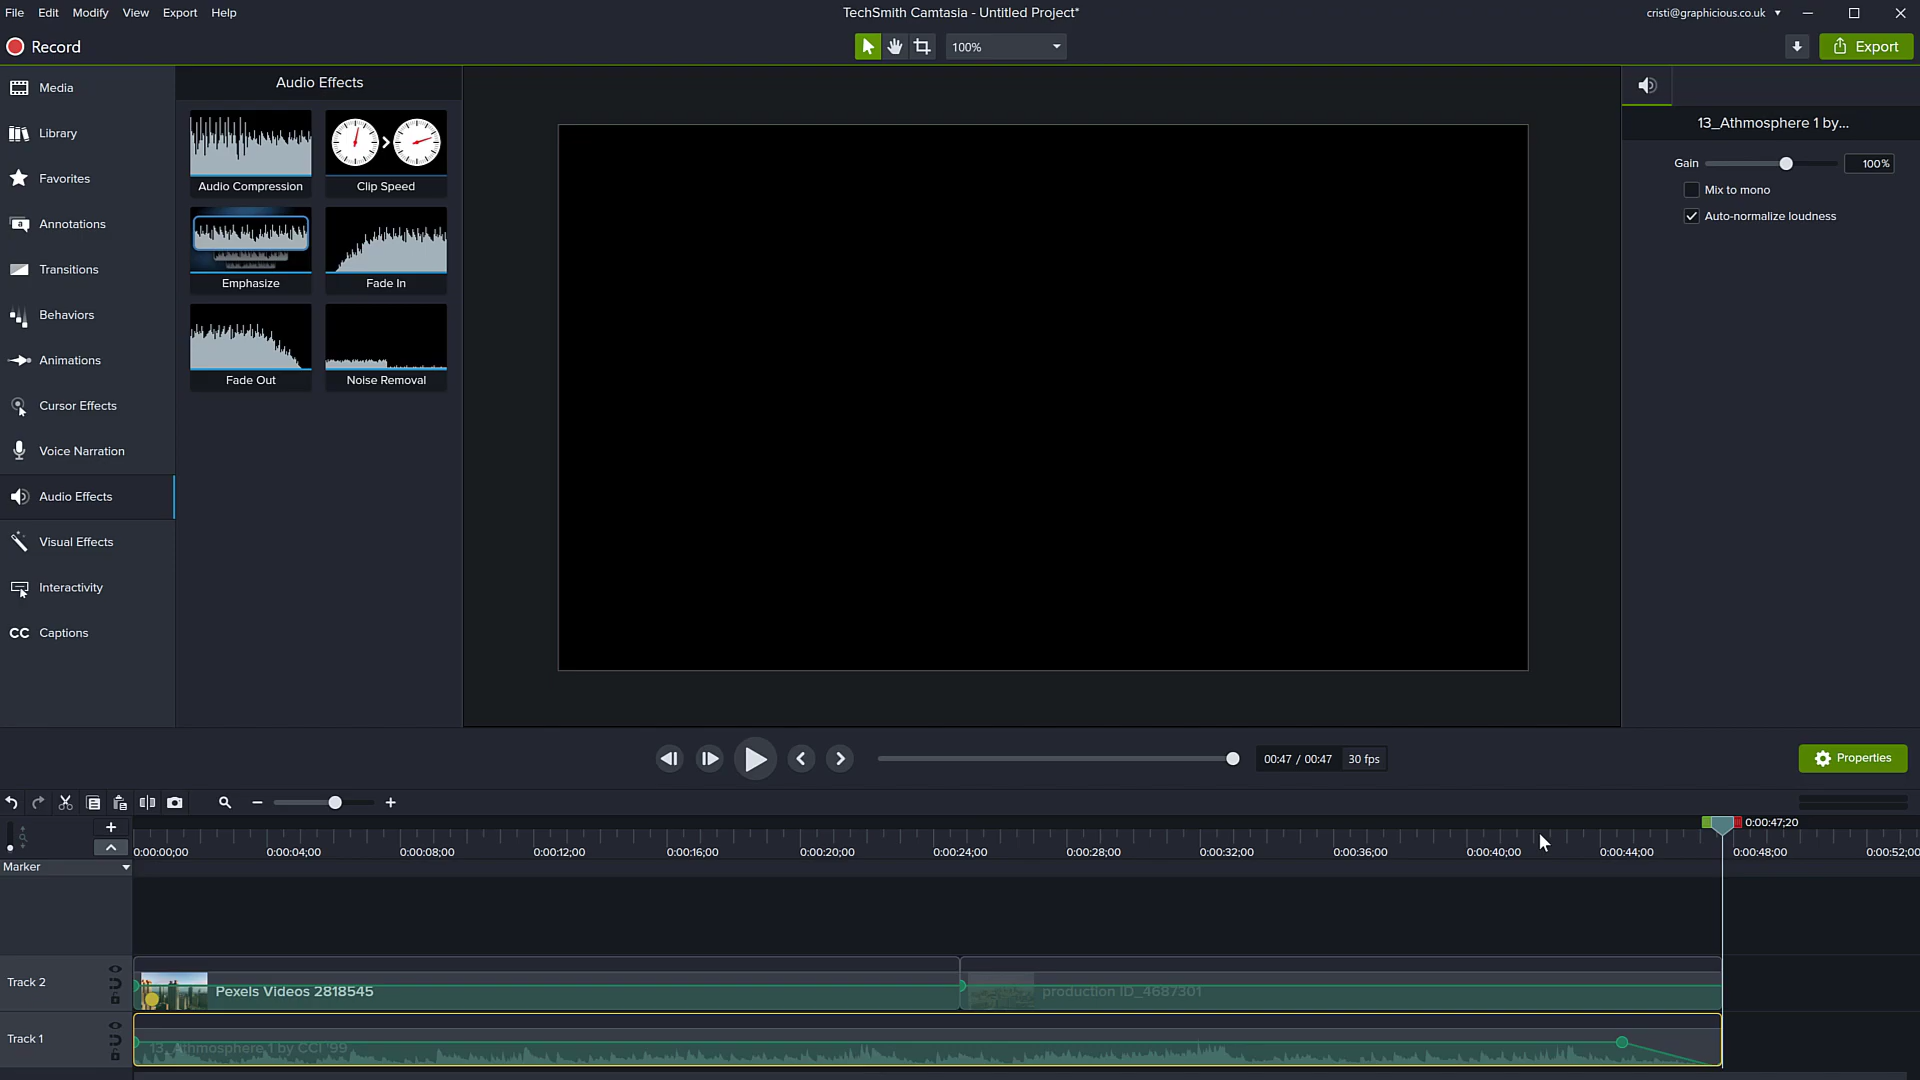 File Edit Modify View Export Help
TechSmith Camtasia - Untitled Project*
cristi@graphicious.co.uk
Record
100%
Export
Media
Library
Favorites
Annotations
Transitions
Behaviors
Animations
Cursor Effects
Voice Narration
Audio Effects
Visual Effects
Interactivity
CC Captions
Audio Effects
Audio Compression
Clip Speed
Emphasize
Fade In
Fade Out
Noise Removal
13_Athmosphere 1 by...
Gain 100%
Mix to mono
Auto-normalize loudness
00:47 / 00:47 30 fps
Properties
0:00:47;20
0:00:00;00 0:00:04;00 0:00:08;00 0:00:12;00 0:00:16;00 0:00:20;00 0:00:24;00 0:00:28;00 0:00:32;00 0:00:36;00 0:00:40;00 0:00:44;00 0:00:48;00 0:00:52;00
Marker
Track 2
Pexels Videos 2818545
production ID_4687301
Track 1
13_Athmosphere 1 by CCI '99